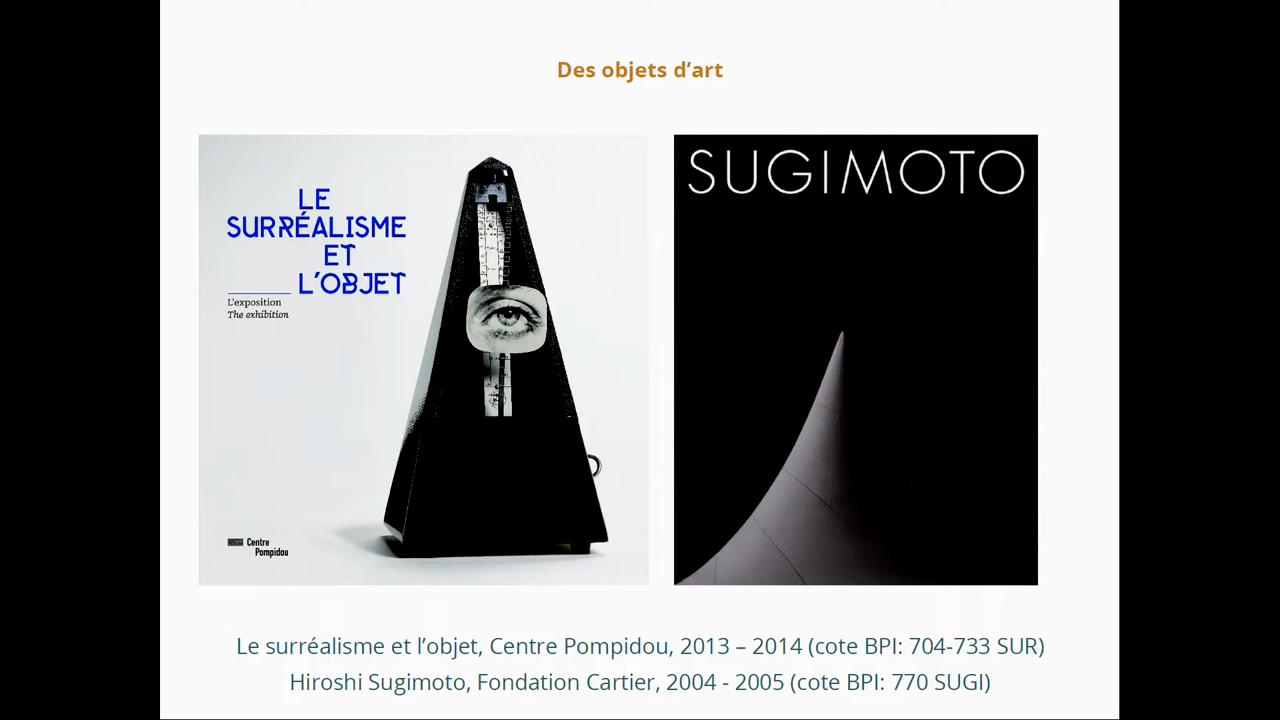 Des objets d’art
LE
SURRÉALISME
ET
L’OBJET
L'exposition
The exhibition
Centre
Pompidou
SUGIMOTO
Le surréalisme et l’objet, Centre Pompidou, 2013 – 2014 (cote BPI: 704-733 SUR)
Hiroshi Sugimoto, Fondation Cartier, 2004 - 2005 (cote BPI: 770 SUGI)